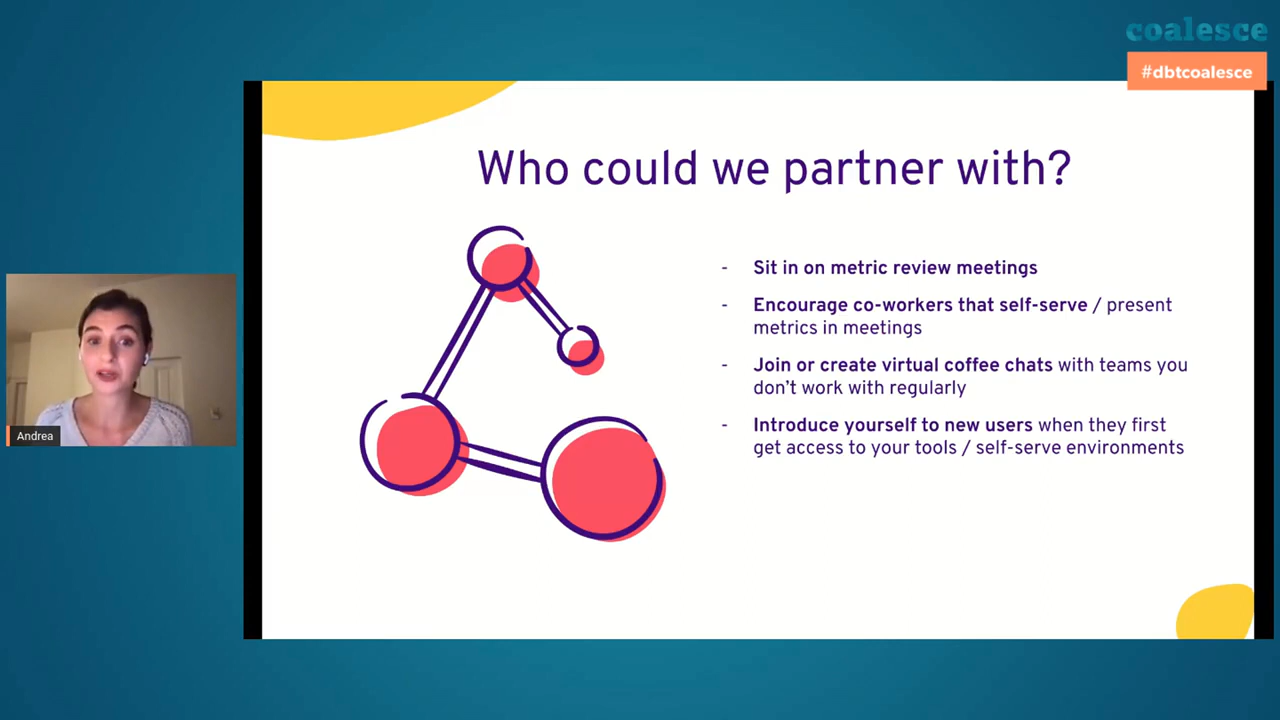 coalesce
#dbtcoalesce
Who could we partner with?
- Sit in on metric review meetings
- Encourage co-workers that self-serve / present
metrics in meetings
- Join or create virtual coffee chats with teams you
don't work with regularly
- Introduce yourself to new users when they first
get access to your tools / self-serve environments
Andrea